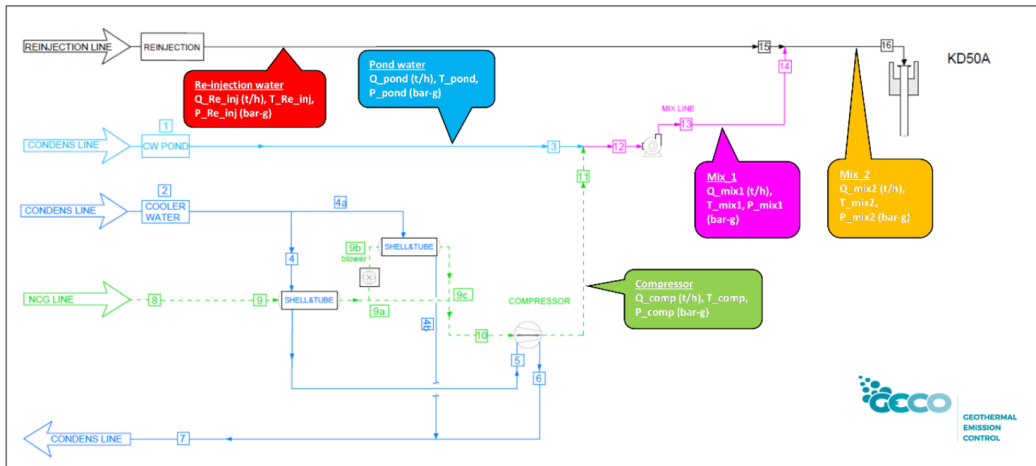 REINJECTION LINE
REINJECTION
15
16
14
KD50A
Re-injection water
Q_Re_inj (t/h), T_Re_inj,
P_Re_inj (bar-g)
Pond water
Q_pond (t/h), T_pond,
P_pond (bar-g)
MIX LINE
1
CONDENS LINE
CW POND
3
12
13
11
Mix_1
Q_mix1 (t/h),
T_mix1, P_mix1
(bar-g)
Mix_2
Q_mix2 (t/h),
T_mix2,
P_mix2 (bar-g)
2
CONDENS LINE
COOLER
WATER
4a
4
9b
blower
SHELL&TUBE
NCG LINE
8
9
SHELL&TUBE
9a
9c
COMPRESSOR
Compressor
Q_comp (t/h), T_comp,
P_comp (bar-g)
4b
10
5
6
CONDENS LINE
7
GECO
GEOTHERMAL
EMISSION
CONTROL